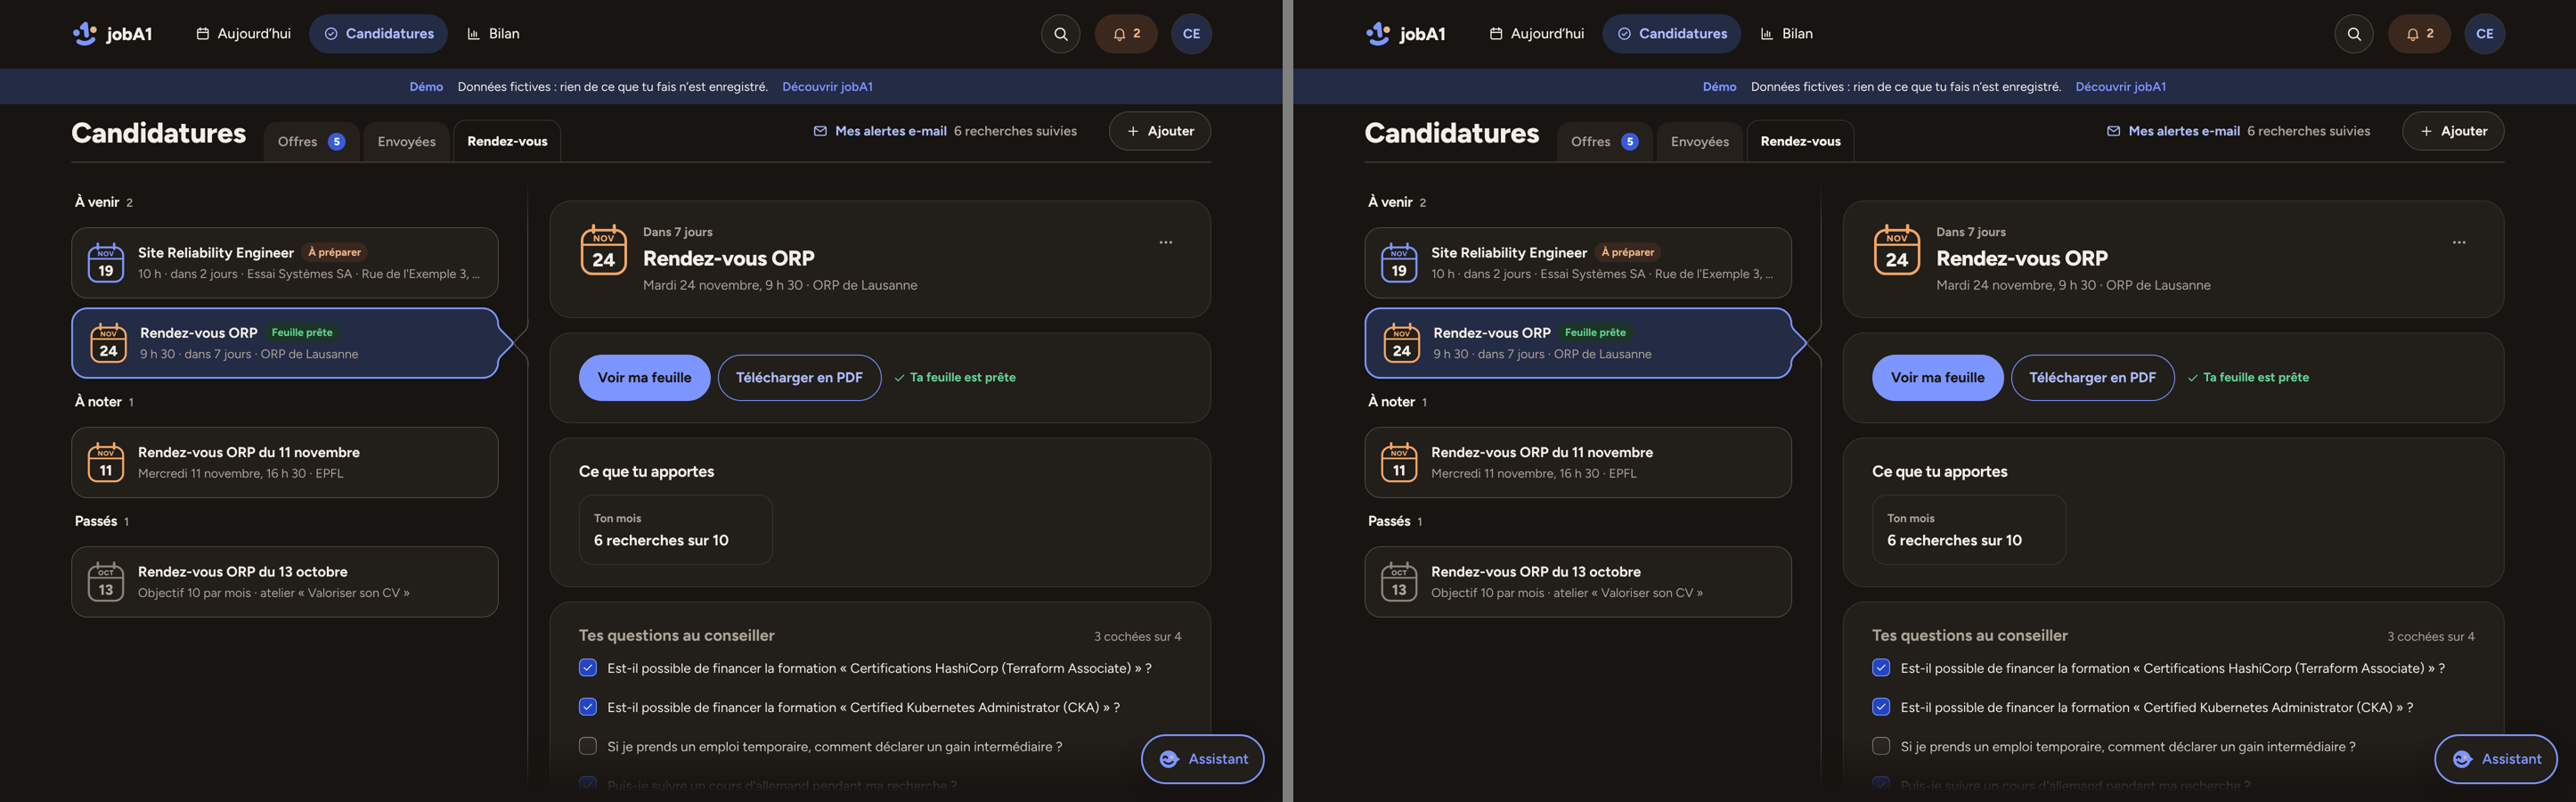 jobA1 Aujourd'hui Candidatures Bilan 2 CE
Démo Données fictives : rien de ce que tu fais n'est enregistré. Découvrir jobA1
Candidatures Offres 5 Envoyées Rendez-vous Mes alertes e-mail 6 recherches suivies + Ajouter
À venir 2
NOV 19 Site Reliability Engineer À préparer
10 h · dans 2 jours · Essai Systèmes SA · Rue de l'Exemple 3, ...
NOV 24 Rendez-vous ORP Feuille prête
9 h 30 · dans 7 jours · ORP de Lausanne
À noter 1
NOV 11 Rendez-vous ORP du 11 novembre
Mercredi 11 novembre, 16 h 30 · EPFL
Passés 1
OCT 13 Rendez-vous ORP du 13 octobre
Objectif 10 par mois · atelier « Valoriser son CV »
NOV 24
Dans 7 jours
Rendez-vous ORP
Mardi 24 novembre, 9 h 30 · ORP de Lausanne
Voir ma feuille Télécharger en PDF Ta feuille est prête
Ce que tu apportes
Ton mois
6 recherches sur 10
Tes questions au conseiller 3 cochées sur 4
Est-il possible de financer la formation « Certifications HashiCorp (Terraform Associate) » ?
Est-il possible de financer la formation « Certified Kubernetes Administrator (CKA) » ?
Si je prends un emploi temporaire, comment déclarer un gain intermédiaire ?
Puis-je suivre un cours d'allemand pendant ma recherche ?
Assistant
jobA1 Aujourd'hui Candidatures Bilan 2 CE
Démo Données fictives : rien de ce que tu fais n'est enregistré. Découvrir jobA1
Candidatures Offres 5 Envoyées Rendez-vous Mes alertes e-mail 6 recherches suivies + Ajouter
À venir 2
NOV 19 Site Reliability Engineer À préparer
10 h · dans 2 jours · Essai Systèmes SA · Rue de l'Exemple 3, ...
NOV 24 Rendez-vous ORP Feuille prête
9 h 30 · dans 7 jours · ORP de Lausanne
À noter 1
NOV 11 Rendez-vous ORP du 11 novembre
Mercredi 11 novembre, 16 h 30 · EPFL
Passés 1
OCT 13 Rendez-vous ORP du 13 octobre
Objectif 10 par mois · atelier « Valoriser son CV »
NOV 24
Dans 7 jours
Rendez-vous ORP
Mardi 24 novembre, 9 h 30 · ORP de Lausanne
Voir ma feuille Télécharger en PDF Ta feuille est prête
Ce que tu apportes
Ton mois
6 recherches sur 10
Tes questions au conseiller 3 cochées sur 4
Est-il possible de financer la formation « Certifications HashiCorp (Terraform Associate) » ?
Est-il possible de financer la formation « Certified Kubernetes Administrator (CKA) » ?
Si je prends un emploi temporaire, comment déclarer un gain intermédiaire ?
Puis-je suivre un cours d'allemand pendant ma recherche ?
Assistant